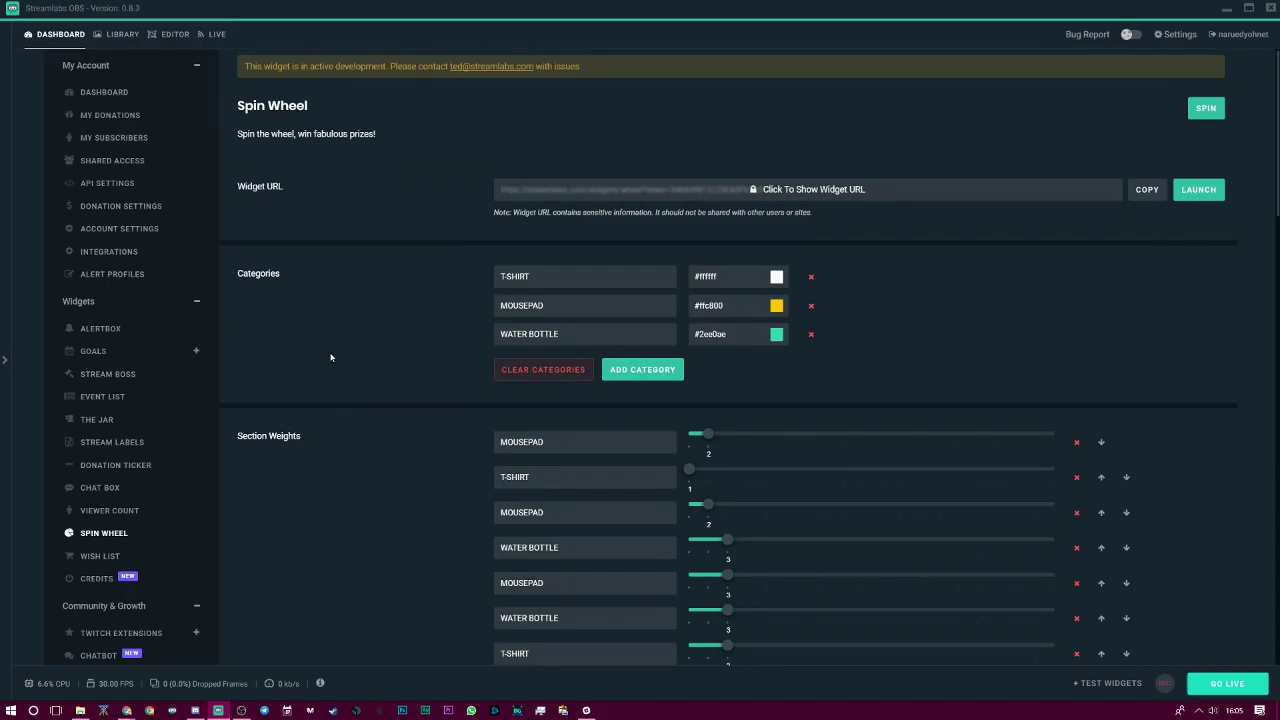 Streamlabs OBS - Version: 0.8.3
DASHBOARD LIBRARY EDITOR LIVE Bug Report Settings naruedyohnet
My Account
DASHBOARD
MY DONATIONS
MY SUBSCRIBERS
SHARED ACCESS
API SETTINGS
DONATION SETTINGS
ACCOUNT SETTINGS
INTEGRATIONS
ALERT PROFILES
Widgets
ALERTBOX
GOALS
STREAM BOSS
EVENT LIST
THE JAR
STREAM LABELS
DONATION TICKER
CHAT BOX
VIEWER COUNT
SPIN WHEEL
WISH LIST
CREDITS NEW
Community & Growth
TWITCH EXTENSIONS
CHATBOT NEW
This widget is in active development. Please contact ted@streamlabs.com with issues
Spin Wheel
SPIN
Spin the wheel, win fabulous prizes!
Widget URL
Click To Show Widget URL
COPY LAUNCH
Note: Widget URL contains sensitive information. It should not be shared with other users or sites.
Categories
T-SHIRT #ffffff
MOUSEPAD #ffc800
WATER BOTTLE #2ee0ae
CLEAR CATEGORIES ADD CATEGORY
Section Weights
MOUSEPAD
2
T-SHIRT
1
MOUSEPAD
2
WATER BOTTLE
3
MOUSEPAD
3
WATER BOTTLE
3
T-SHIRT
6.6% CPU 30.00 FPS 0 (0.0%) Dropped Frames 0 kb/s
+ TEST WIDGETS REC GO LIVE
16:05